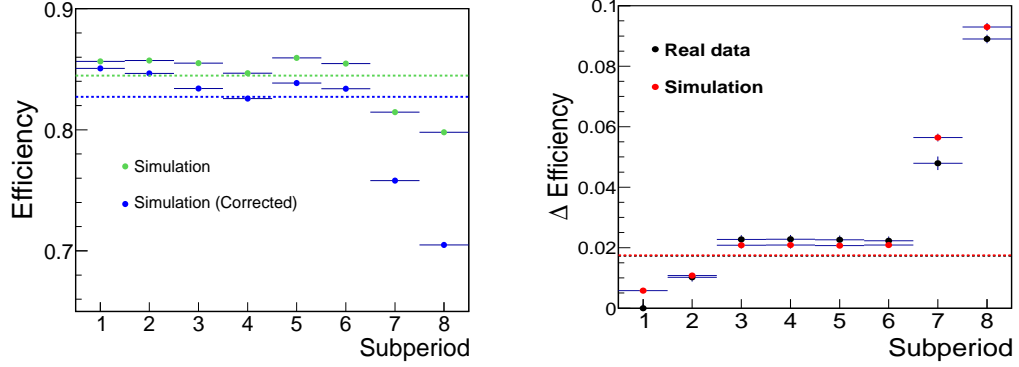 0.9
0.8
0.7
Efficiency
Simulation
Simulation (Corrected)
1 2 3 4 5 6 7 8
Subperiod
0.1
0.08
0.06
0.04
0.02
0
Δ Efficiency
Real data
Simulation
1 2 3 4 5 6 7 8
Subperiod